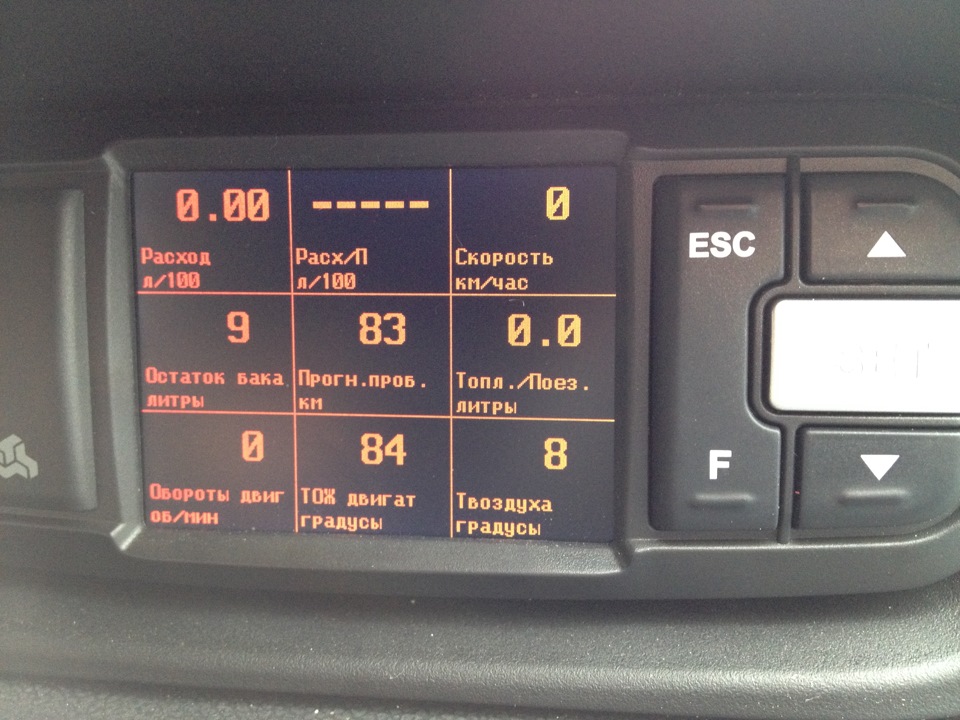 0.00 ----- 0
Расход Расх/П Скорость
л/100 л/100 км/час
9 83 0.0
Остаток бака Прогн.проб. Топл./Поез.
литры км литры
0 84 8
Обороты двиг ТОЖ двигат Твоздуха
об/мин градусы градусы
ESC
F